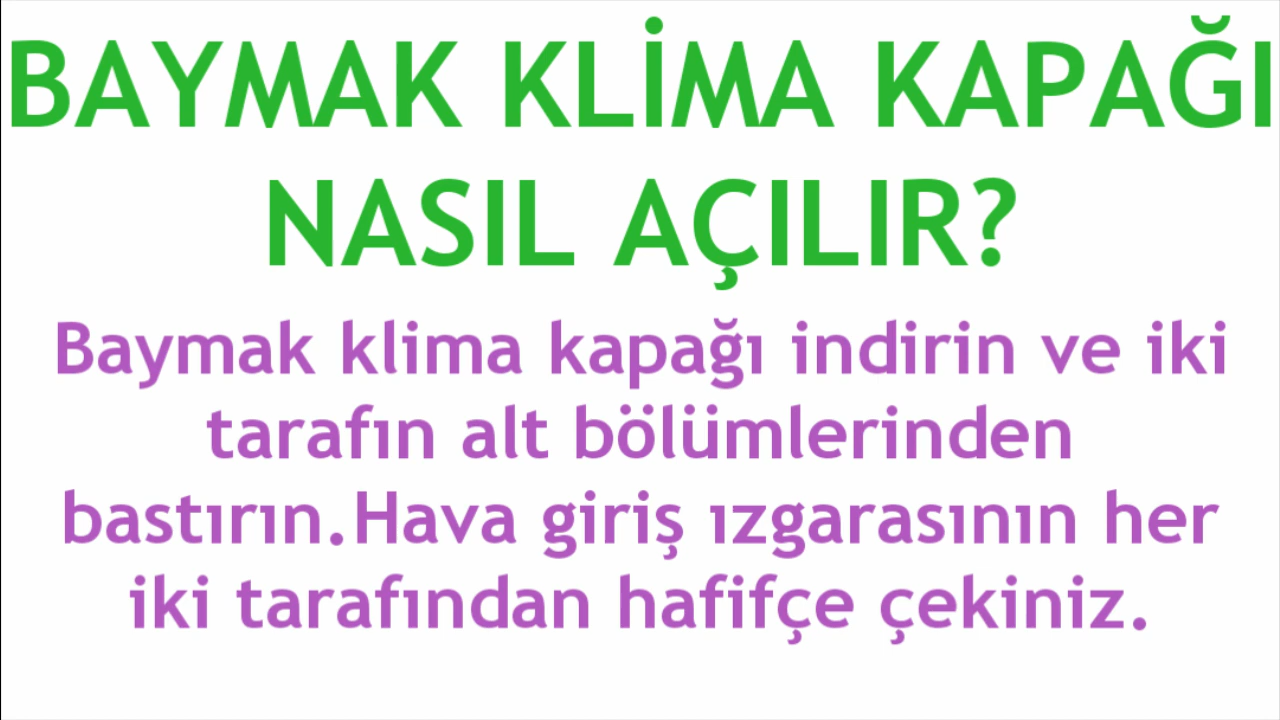 BAYMAK KLİMA KAPAĞI
NASIL AÇILIR?
Baymak klima kapağı indirin ve iki
tarafın alt bölümlerinden
bastırın.Hava giriş ızgarasının her
iki tarafından hafifçe çekiniz.